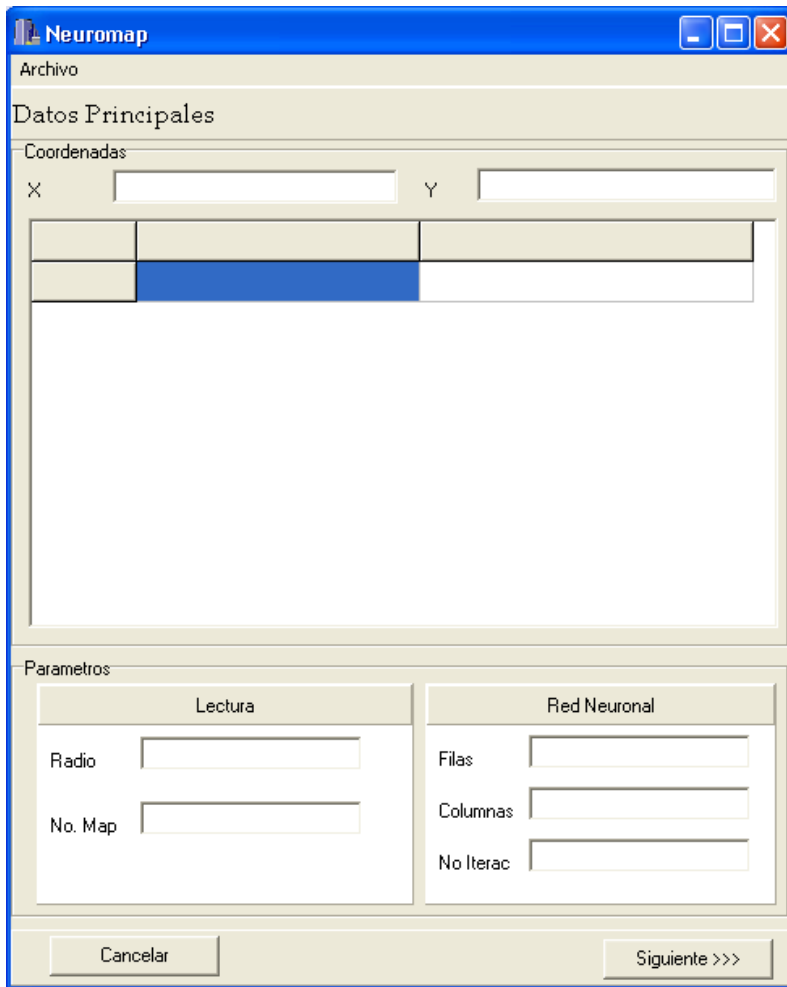 Neuromap
Archivo
Datos Principales
Coordenadas
X Y
Parametros
Lectura Red Neuronal
Radio Filas
No. Map Columnas
No Iterac
Cancelar Siguiente >>>